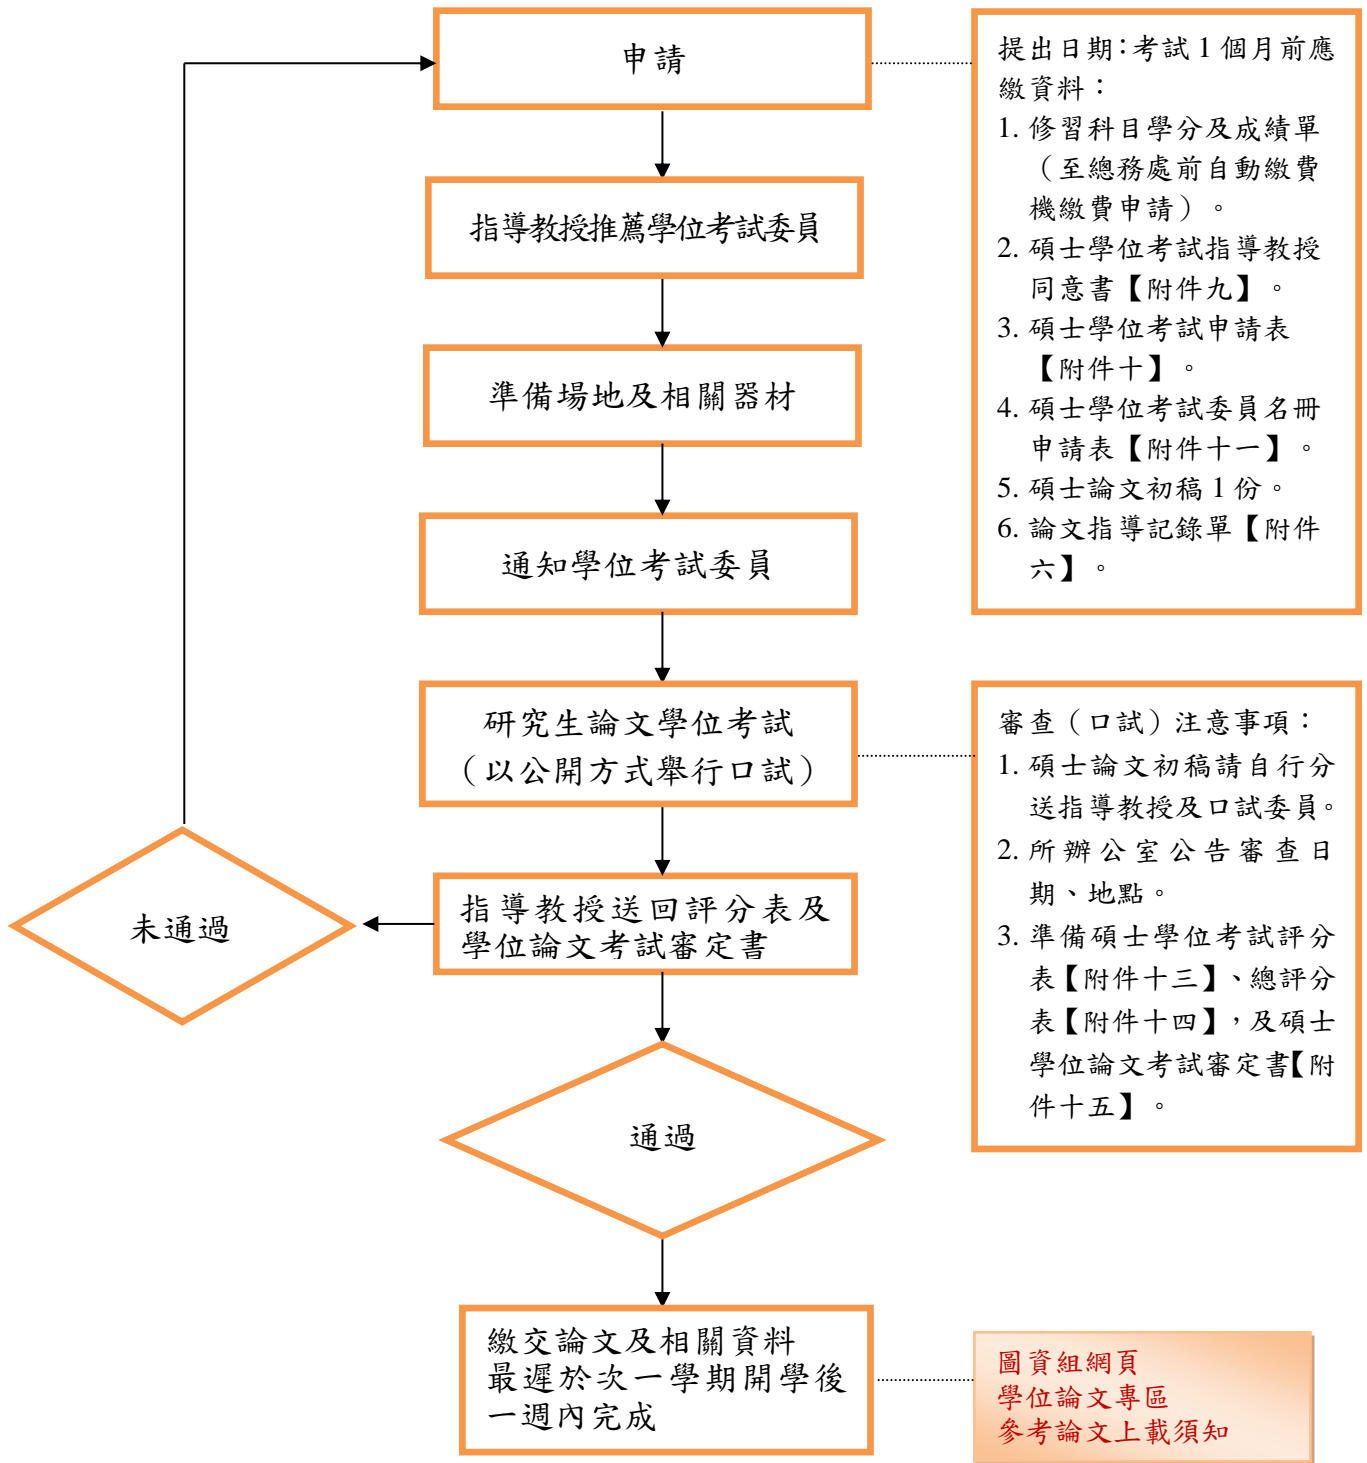 申請
指導教授推薦學位考試委員
準備場地及相關器材
通知學位考試委員
研究生論文學位考試
（以公開方式舉行口試）
指導教授送回評分表及
學位論文考試審定書
未通過
通過
繳交論文及相關資料
最遲於次一學期開學後
一週內完成
提出日期：考試 1 個月前應
繳資料：
1. 修習科目學分及成績單
（至總務處前自動繳費
機繳費申請）。
2. 碩士學位考試指導教授
同意書【附件九】。
3. 碩士學位考試申請表
【附件十】。
4. 碩士學位考試委員名冊
申請表【附件十一】。
5. 碩士論文初稿 1 份。
6. 論文指導記錄單【附件
六】。
審查（口試）注意事項：
1. 碩士論文初稿請自行分
送指導教授及口試委員。
2. 所辦公室公告審查日
期、地點。
3. 準備碩士學位考試評分
表【附件十三】、總評分
表【附件十四】，及碩士
學位論文考試審定書【附
件十五】。
圖資組網頁
學位論文專區
參考論文上載須知